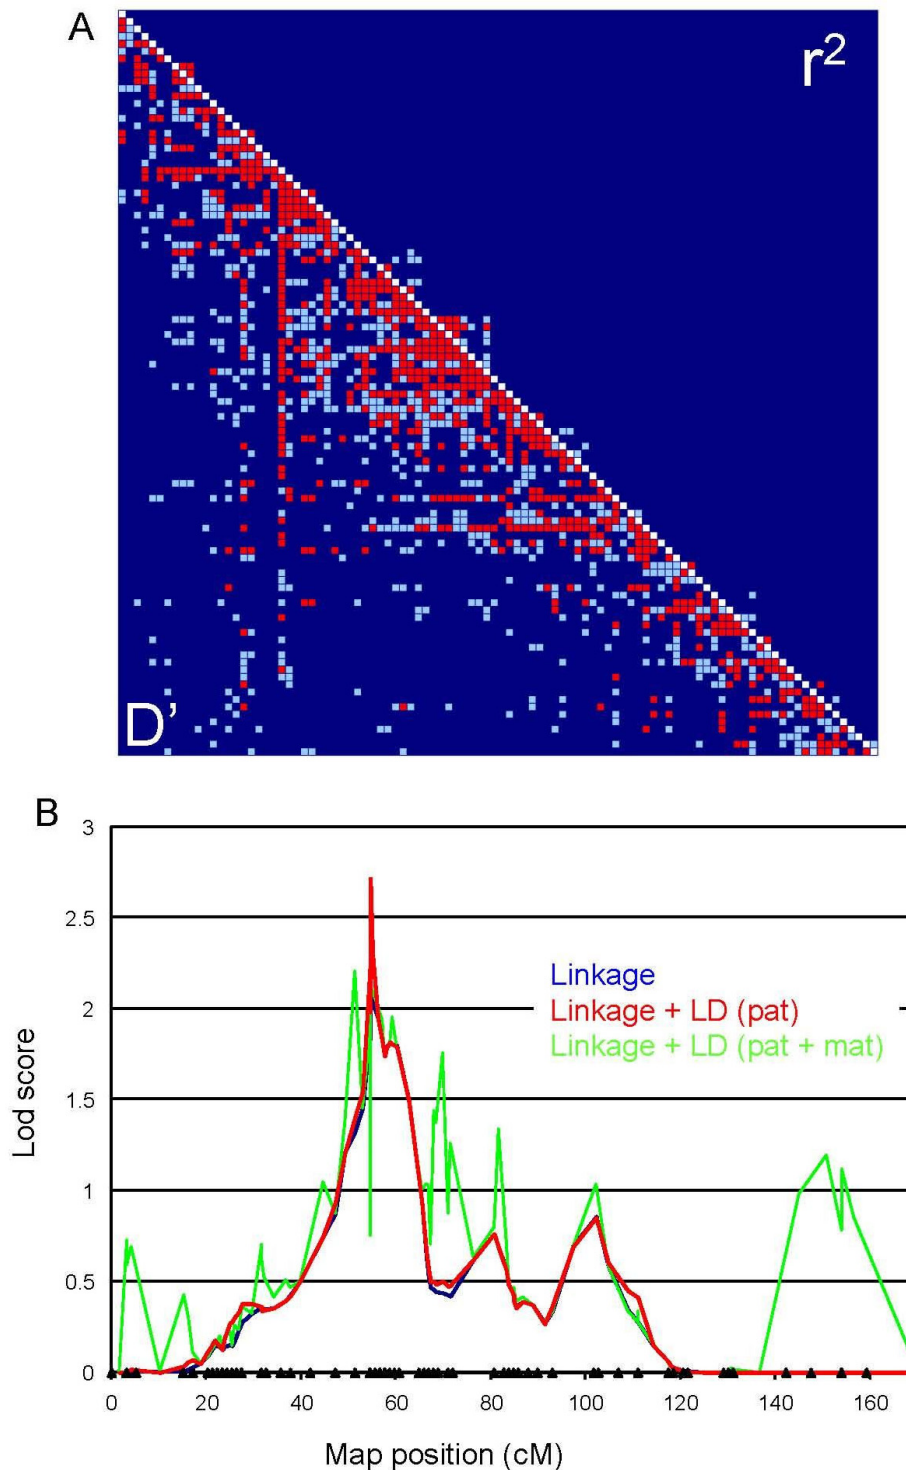 A
r²
D’
B
3
2.5
2
1.5
1
0.5
0
Lod score
Linkage
Linkage + LD (pat)
Linkage + LD (pat + mat)
0 20 40 60 80 100 120 140 160
Map position (cM)